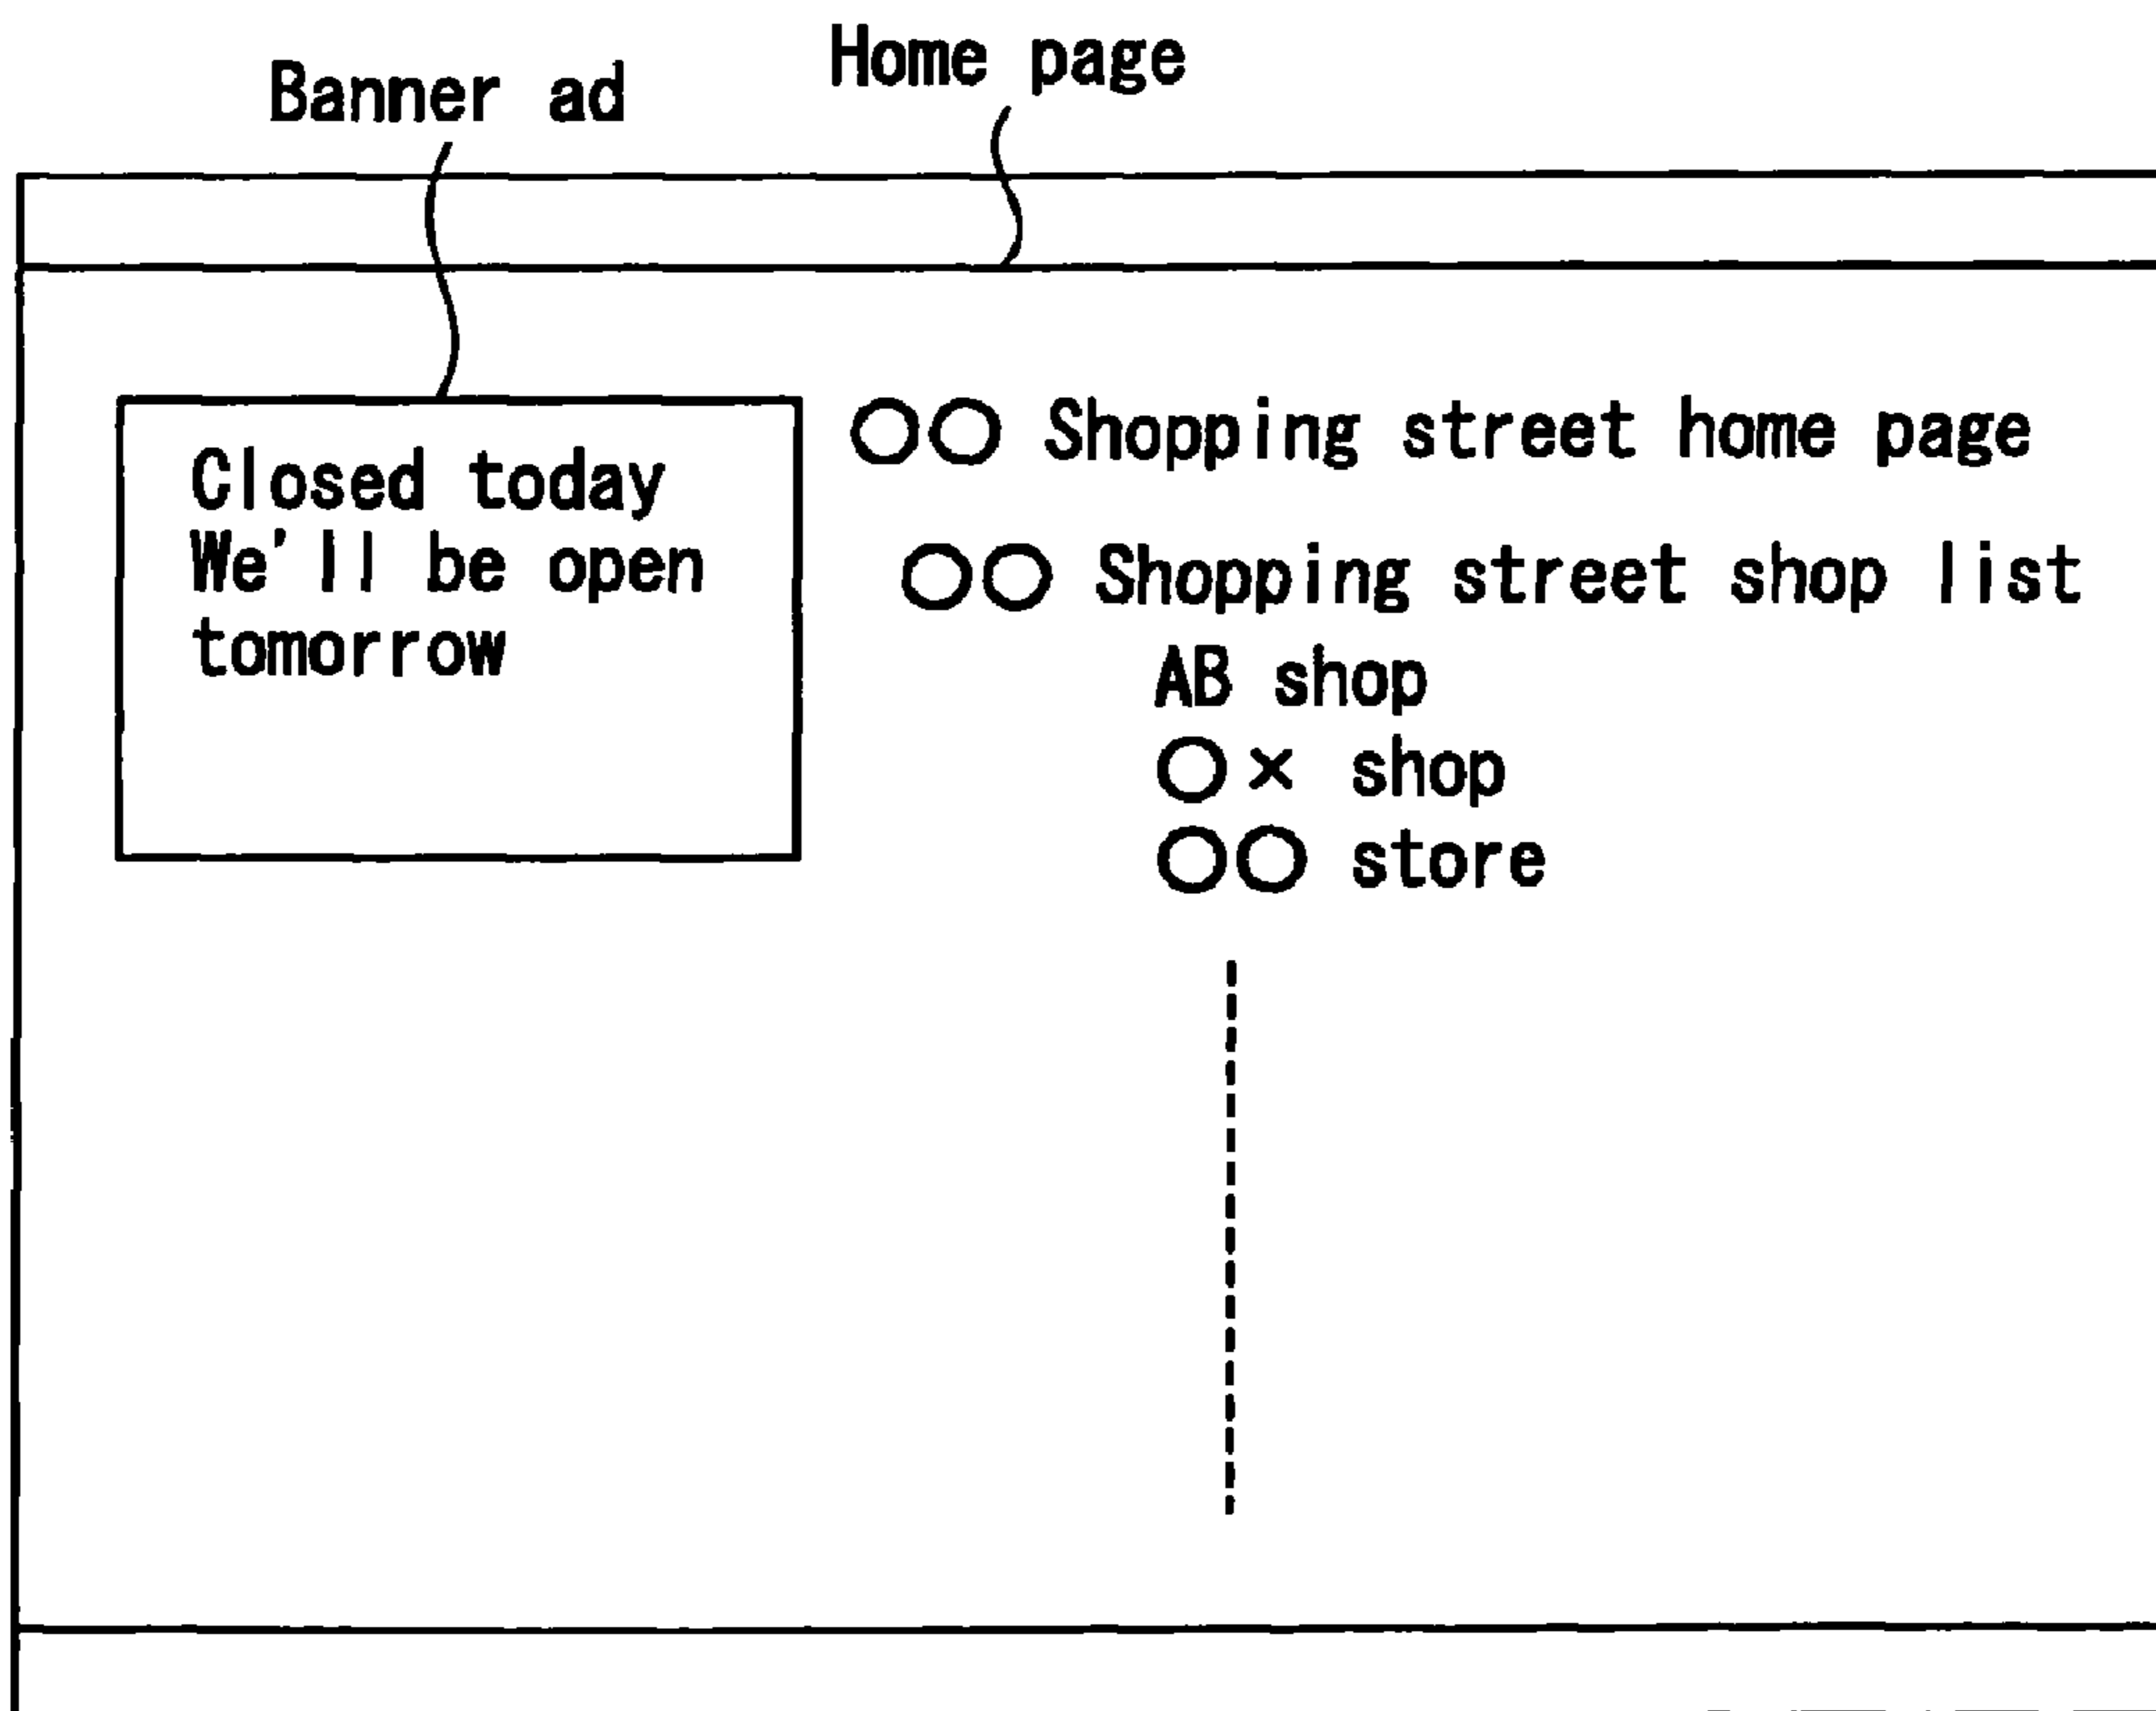 Home page
Banner ad
Closed today
We'll be open
tomorrow
○○ Shopping street home page
○○ Shopping street shop list
AB shop
○× shop
○○ store